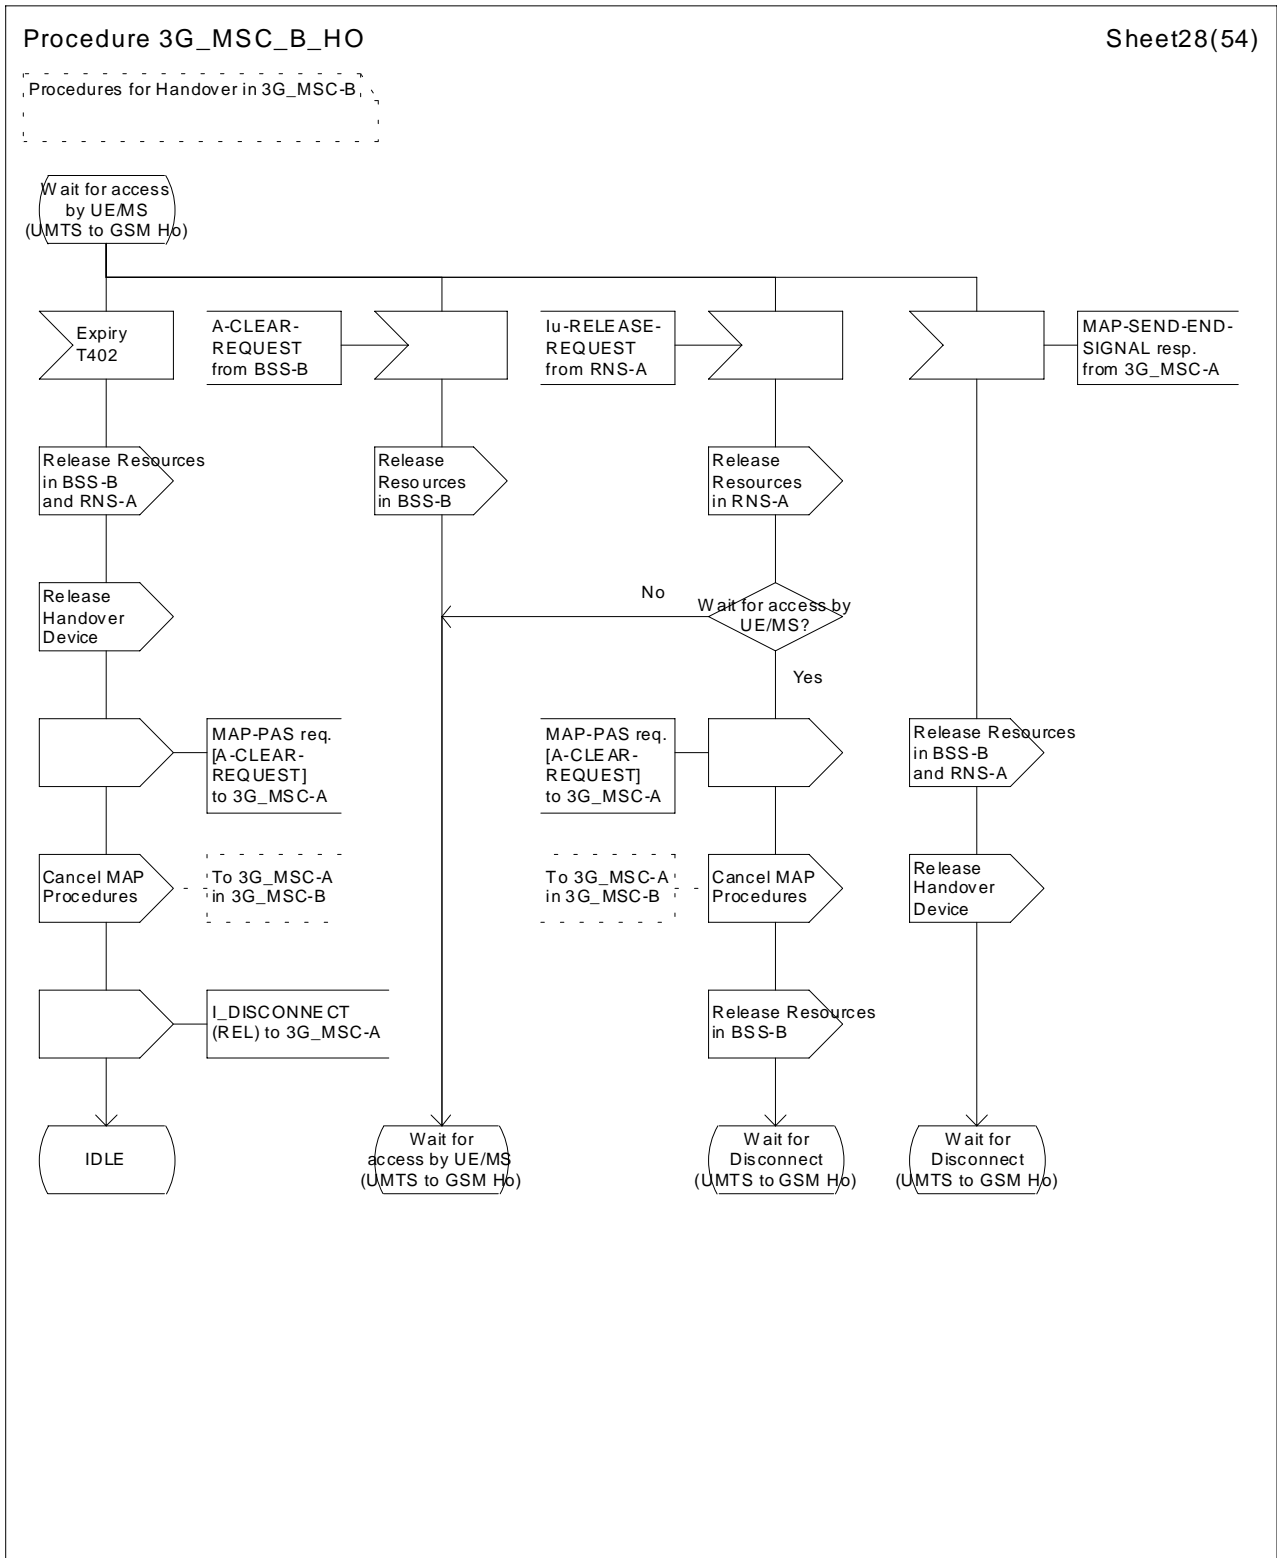 Procedure 3G_MSC_B_HO
Sheet28(54)
Procedures for Handover in 3G_MSC-B
Wait for access
by UE/MS
(UMTS to GSM Ho)
Expiry
T402
A-CLEAR-
REQUEST
from BSS-B
Iu-RELEASE-
REQUEST
from RNS-A
MAP-SEND-END-
SIGNAL resp.
from 3G_MSC-A
Release Resources
in BSS-B
and RNS-A
Release
Resources
in BSS-B
Release
Resources
in RNS-A
Release
Handover
Device
No
Wait for access by
UE/MS?
Yes
MAP-PAS req.
[A-CLEAR-
REQUEST]
to 3G_MSC-A
MAP-PAS req.
[A-CLEAR-
REQUEST]
to 3G_MSC-A
Release Resources
in BSS-B
and RNS-A
Cancel MAP
Procedures
To 3G_MSC-A
in 3G_MSC-B
To 3G_MSC-A
in 3G_MSC-B
Cancel MAP
Procedures
Release
Handover
Device
I_DISCONNECT
(REL) to 3G_MSC-A
Release Resources
in BSS-B
IDLE
Wait for
access by UE/MS
(UMTS to GSM Ho)
Wait for
Disconnect
(UMTS to GSM Ho)
Wait for
Disconnect
(UMTS to GSM Ho)